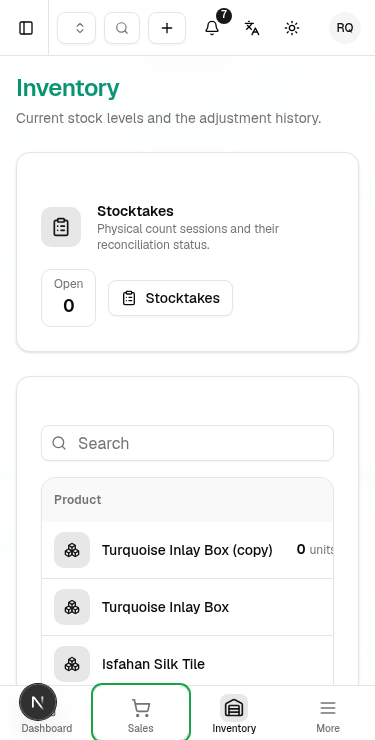 7
RQ
Inventory
Current stock levels and the adjustment history.
Stocktakes
Physical count sessions and their
reconciliation status.
Open
0
Stocktakes
Search
Product
Turquoise Inlay Box (copy) 0 units
Turquoise Inlay Box
Isfahan Silk Tile
N
Dashboard Sales Inventory More